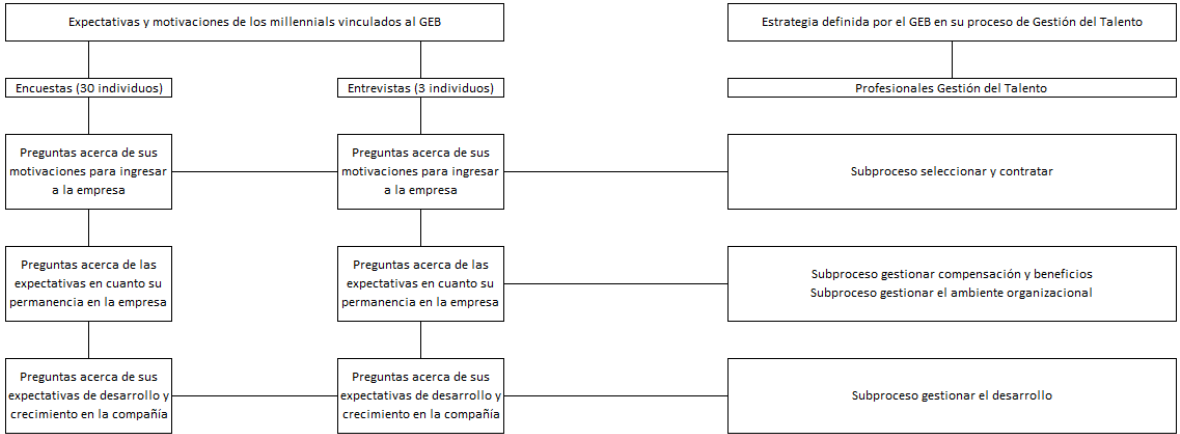 Expectativas y motivaciones de los millennials vinculados al GEB
Estrategia definida por el GEB en su proceso de Gestión del Talento
Encuestas (30 individuos)
Entrevistas (3 individuos)
Profesionales Gestión del Talento
Preguntas acerca de sus
motivaciones para ingresar
a la empresa
Preguntas acerca de sus
motivaciones para ingresar
a la empresa
Subproceso seleccionar y contratar
Preguntas acerca de las
expectativas en cuanto su
permanencia en la empresa
Preguntas acerca de las
expectativas en cuanto su
permanencia en la empresa
Subproceso gestionar compensación y beneficios
Subproceso gestionar el ambiente organizacional
Preguntas acerca de sus
expectativas de desarrollo y
crecimiento en la compañía
Preguntas acerca de sus
expectativas de desarrollo y
crecimiento en la compañía
Subproceso gestionar el desarrollo